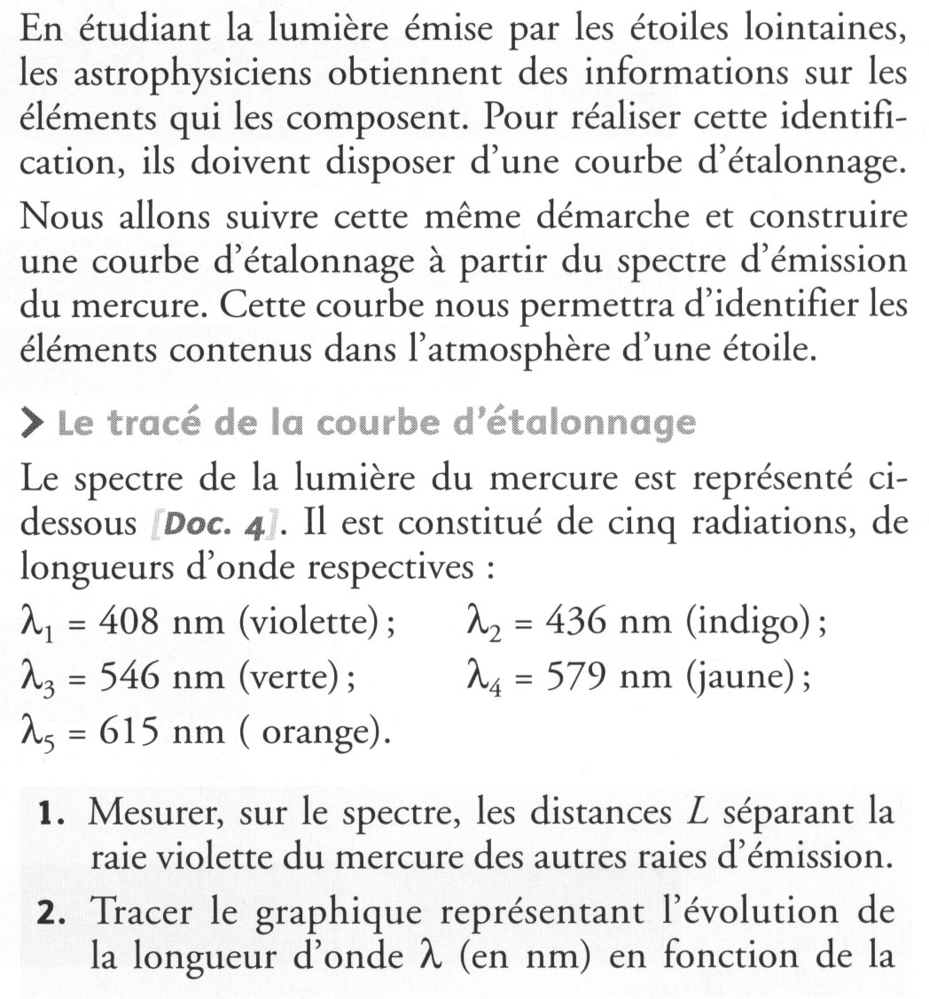 En étudiant la lumière émise par les étoiles lointaines,
les astrophysiciens obtiennent des informations sur les
éléments qui les composent. Pour réaliser cette identifi-
cation, ils doivent disposer d'une courbe d'étalonnage.
Nous allons suivre cette même démarche et construire
une courbe d'étalonnage à partir du spectre d'émission
du mercure. Cette courbe nous permettra d'identifier les
éléments contenus dans l'atmosphère d'une étoile.
> Le tracé de la courbe d'étalonnage
Le spectre de la lumière du mercure est représenté ci-
dessous [Doc. 4]. Il est constitué de cinq radiations, de
longueurs d'onde respectives :
λ₁ = 408 nm (violette) ; λ₂ = 436 nm (indigo) ;
λ₃ = 546 nm (verte) ; λ₄ = 579 nm (jaune) ;
λ₅ = 615 nm ( orange).
1. Mesurer, sur le spectre, les distances L séparant la
raie violette du mercure des autres raies d'émission.
2. Tracer le graphique représentant l'évolution de
la longueur d'onde λ (en nm) en fonction de la